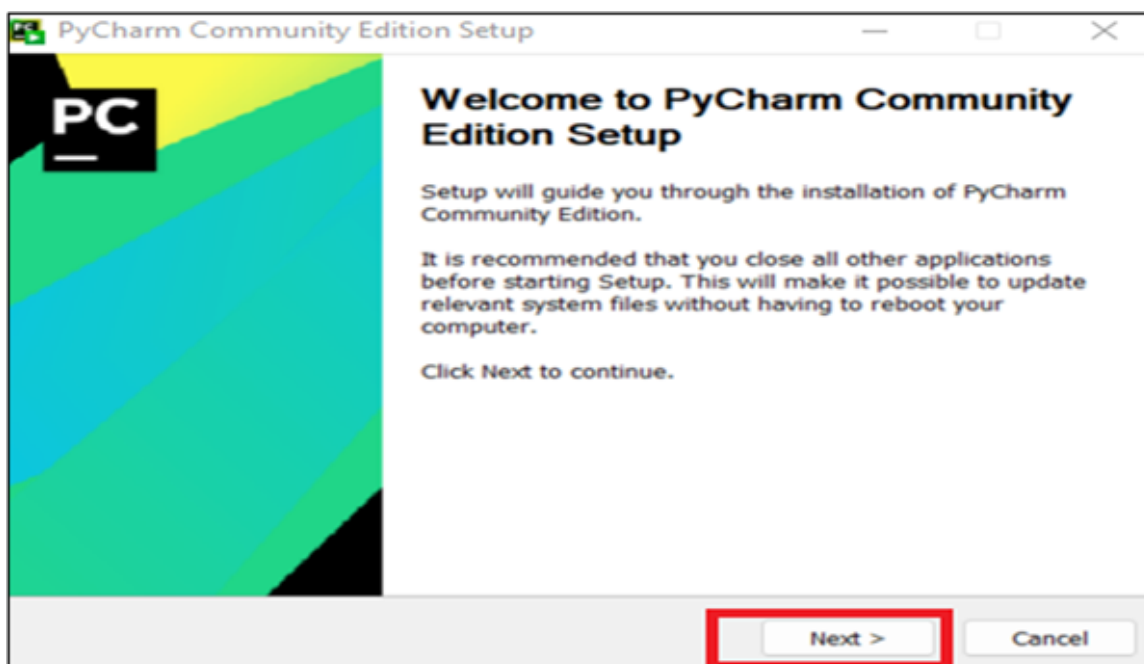 PyCharm Community Edition Setup
PC
Welcome to PyCharm Community
Edition Setup
Setup will guide you through the installation of PyCharm
Community Edition.
It is recommended that you close all other applications
before starting Setup. This will make it possible to update
relevant system files without having to reboot your
computer.
Click Next to continue.
Next >
Cancel